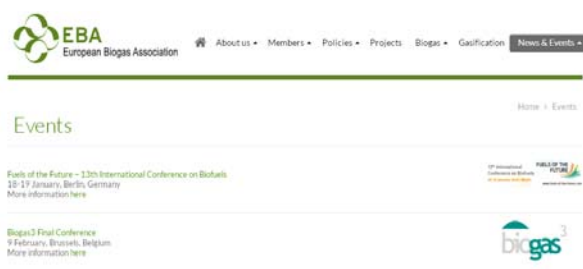 EBA
European Biogas Association
About us Members Policies Projects Biogas Gasification News & Events
Home > Events
Events
Fuels of the Future – 13th International Conference on Biofuels
18-19 January, Berlin, Germany
More information here
FUELS OF THE FUTURE
Biogas3 Final Conference
9 February, Brussels, Belgium
More information here
biogas3